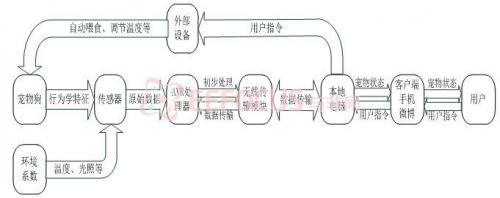 外部
设备
自动喂食、调节温度等
用户指令
宠物狗
行为学特征
传感器
原始数据
处
理器
初步处理
数据传输
无线传
输模块
数据传输
本地
电脑
宠物状态
用户指令
客户端
手机
微博
宠物状态
用户指令
用户
环境
系数
温度、光照等